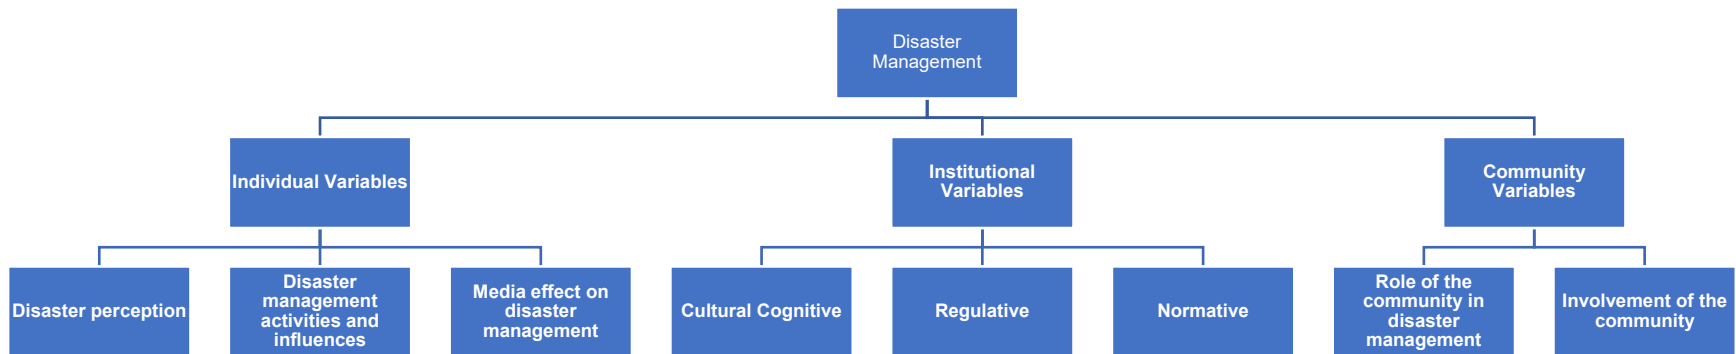 Disaster
Management
Individual Variables
Institutional
Variables
Community
Variables
Disaster perception
Disaster
management
activities and
influences
Media effect on
disaster
management
Cultural Cognitive
Regulative
Normative
Role of the
community in
disaster
management
Involvement of the
community